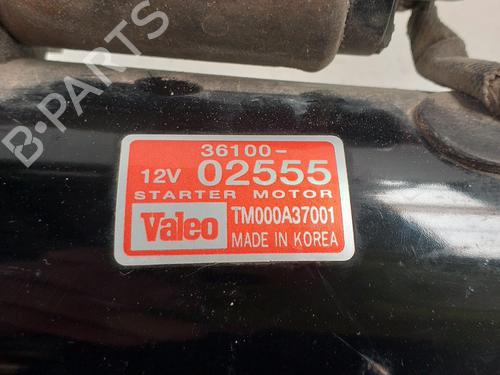 B-PARTS
36100-
12V 02555
STARTER MOTOR
Valeo TM000A37001
MADE IN KOREA